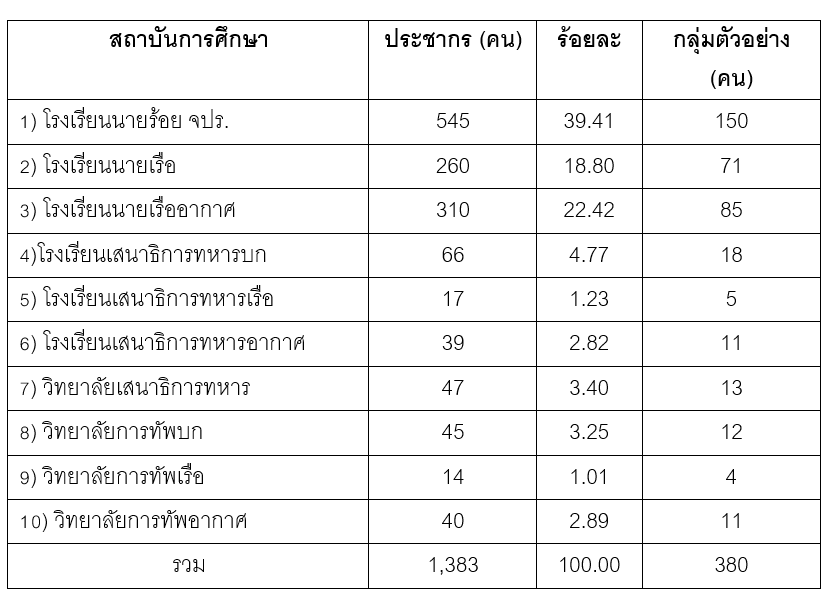 สถาบันการศึกษา ประชากร (คน) ร้อยละ กลุ่มตัวอย่าง
(คน)
1) โรงเรียนนายร้อย จปร. 545 39.41 150
2) โรงเรียนนายเรือ 260 18.80 71
3) โรงเรียนนายเรืออากาศ 310 22.42 85
4)โรงเรียนเสนาธิการทหารบก 66 4.77 18
5) โรงเรียนเสนาธิการทหารเรือ 17 1.23 5
6) โรงเรียนเสนาธิการทหารอากาศ 39 2.82 11
7) วิทยาลัยเสนาธิการทหาร 47 3.40 13
8) วิทยาลัยการทัพบก 45 3.25 12
9) วิทยาลัยการทัพเรือ 14 1.01 4
10) วิทยาลัยการทัพอากาศ 40 2.89 11
รวม 1,383 100.00 380